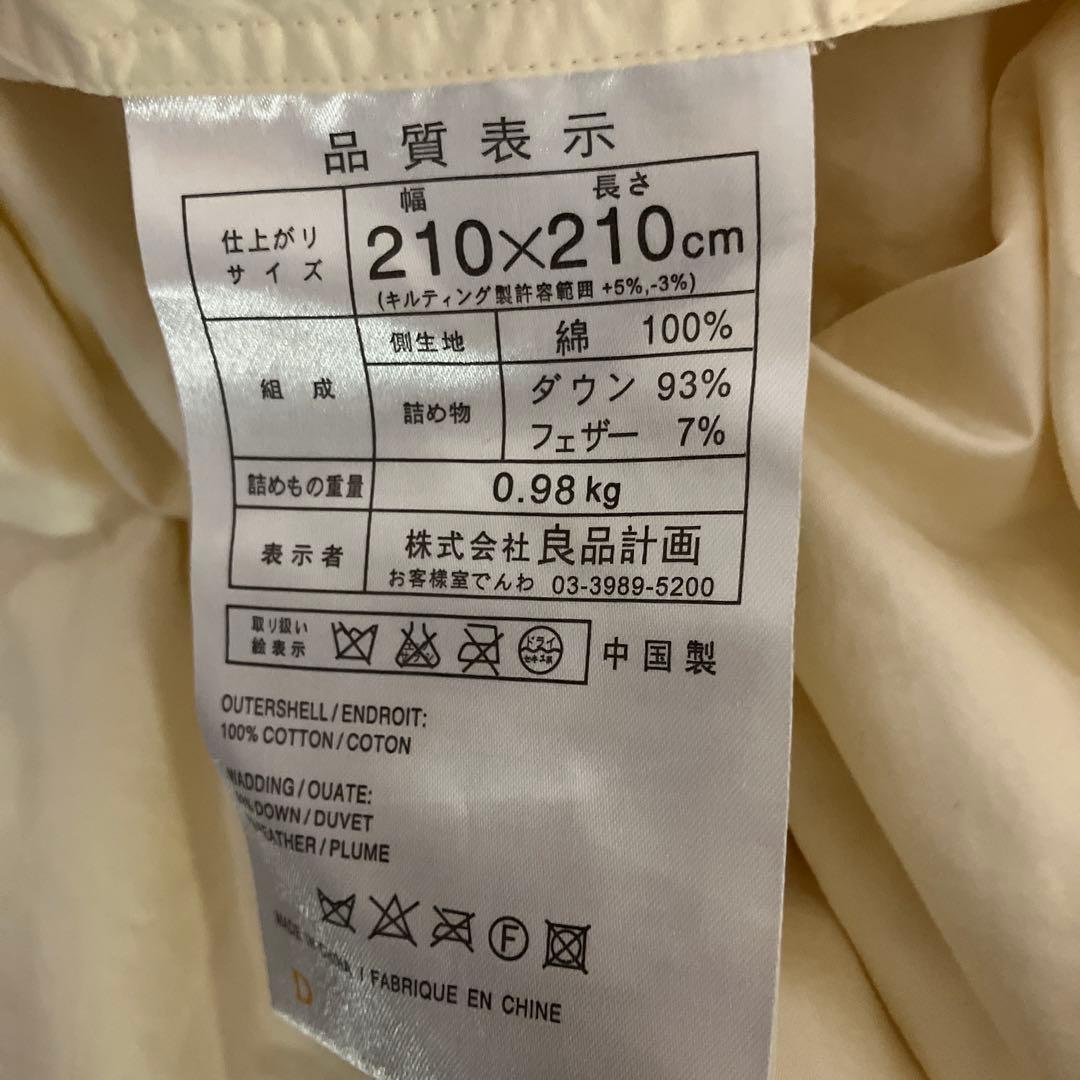 品質表示
仕上がり
サイズ
幅 長さ
210×210cm
(キルティング製許容範囲 +5%,-3%)
組成
側生地
綿 100%
詰め物
ダウン 93%
フェザー 7%
詰めもの重量
0.98kg
表示者
株式会社 良品計画
お客様室でんわ 03-3989-5200
取り扱い
絵表示
ドライ
中国製
OUTERSHELL/ENDROIT:
100% COTTON/COTON
WADDING/OUATE:
DOWN/DUVET
FEATHER/PLUME
F
MADE IN CHINA / FABRIQUE EN CHINE
D